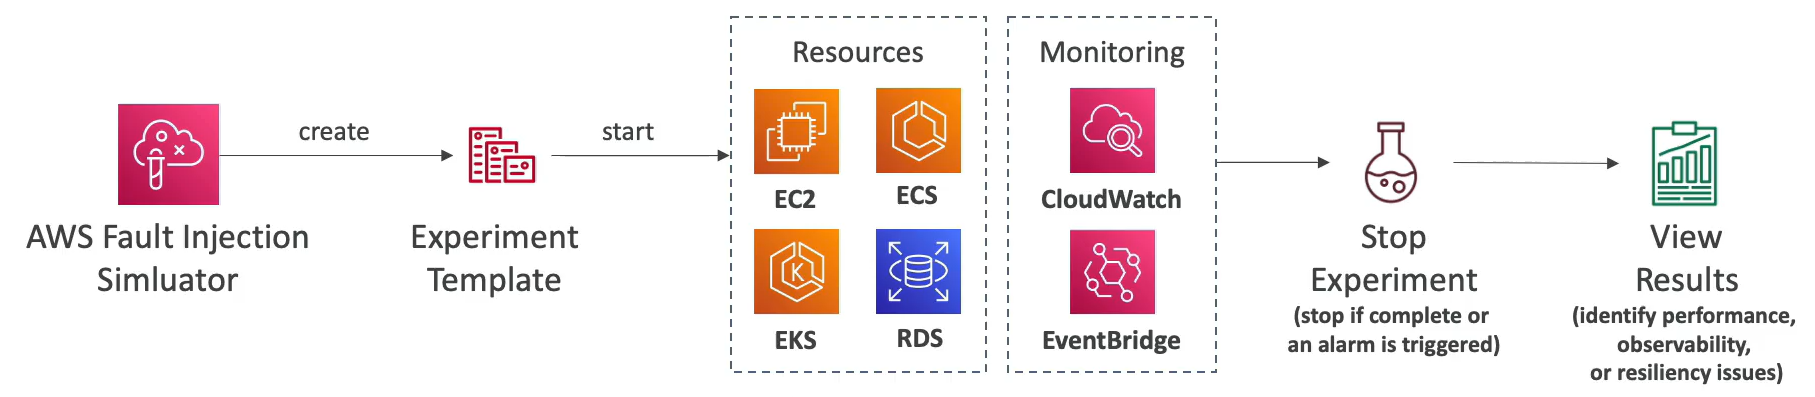 AWS Fault Injection
Simluator
create
Experiment
Template
start
Resources
EC2
ECS
EKS
RDS
Monitoring
CloudWatch
EventBridge
Stop
Experiment
(stop if complete or
an alarm is triggered)
View
Results
(identify performance,
observability,
or resiliency issues)